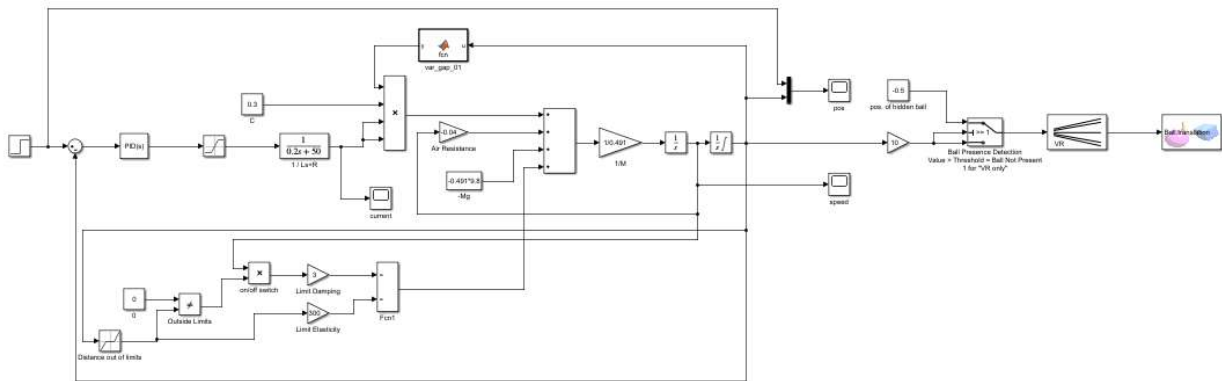 fcn
y
u
var_gap_01
0.3
C
×
PID(s)
1
0.2s + 50
1 / Ls+R
-0.04
Air Resistance
-0.491*9.8
-Mg
1/0.491
1/M
1
s
1
s
current
pos
speed
10
-0.5
pos. of hidden ball
>= 1
Ball Presence Detection
Value = Threshold = Ball Not Present
1 for "VR only"
VR
Ball.translation
0
0
≠
Outside Limits
×
on/off switch
3
Limit Damping
300
Limit Elasticity
Fcn1
Distance out of limits